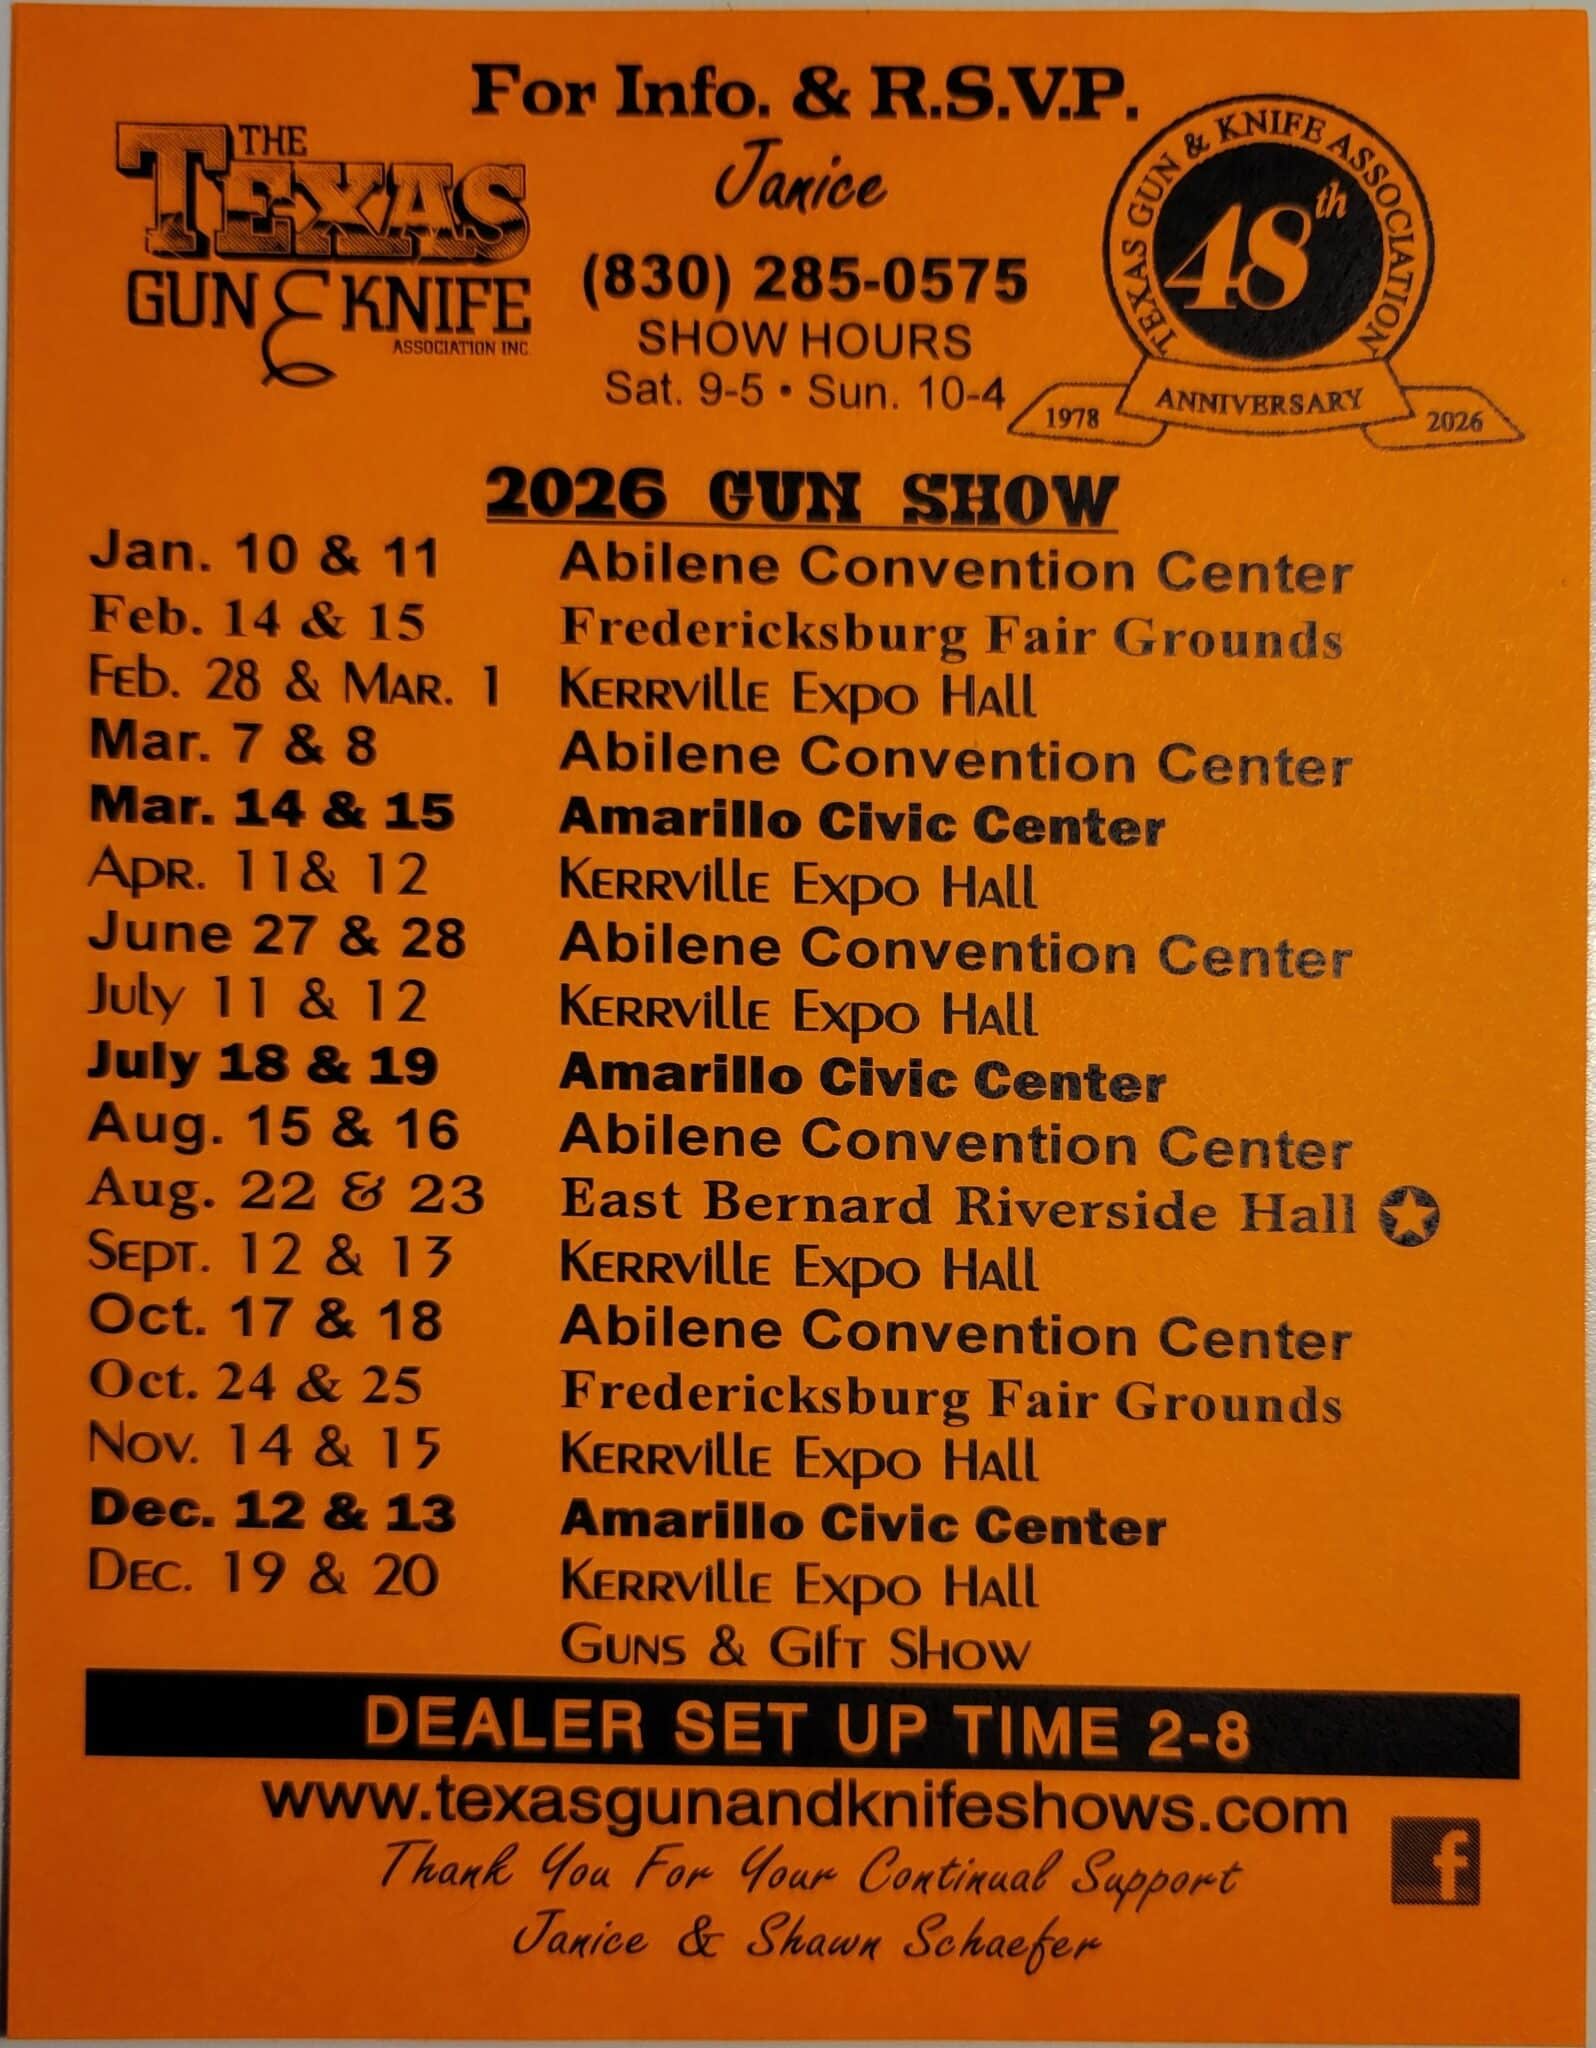 For Info. & R.S.V.P.
Janice
(830) 285-0575
SHOW HOURS
Sat. 9-5 • Sun. 10-4
THE
TEXAS
GUN & KNIFE
ASSOCIATION INC.
TEXAS GUN & KNIFE ASSOCIATION
48th
ANNIVERSARY
1978
2026
2026 GUN SHOW
Jan. 10 & 11 Abilene Convention Center
Feb. 14 & 15 Fredericksburg Fair Grounds
Feb. 28 & Mar. 1 Kerrville Expo Hall
Mar. 7 & 8 Abilene Convention Center
Mar. 14 & 15 Amarillo Civic Center
Apr. 11& 12 Kerrville Expo Hall
June 27 & 28 Abilene Convention Center
July 11 & 12 Kerrville Expo Hall
July 18 & 19 Amarillo Civic Center
Aug. 15 & 16 Abilene Convention Center
Aug. 22 & 23 East Bernard Riverside Hall
Sept. 12 & 13 Kerrville Expo Hall
Oct. 17 & 18 Abilene Convention Center
Oct. 24 & 25 Fredericksburg Fair Grounds
Nov. 14 & 15 Kerrville Expo Hall
Dec. 12 & 13 Amarillo Civic Center
Dec. 19 & 20 Kerrville Expo Hall
Guns & Gift Show
DEALER SET UP TIME 2-8
www.texasgunandknifeshows.com
Thank You For Your Continual Support
Janice & Shawn Schaefer
f